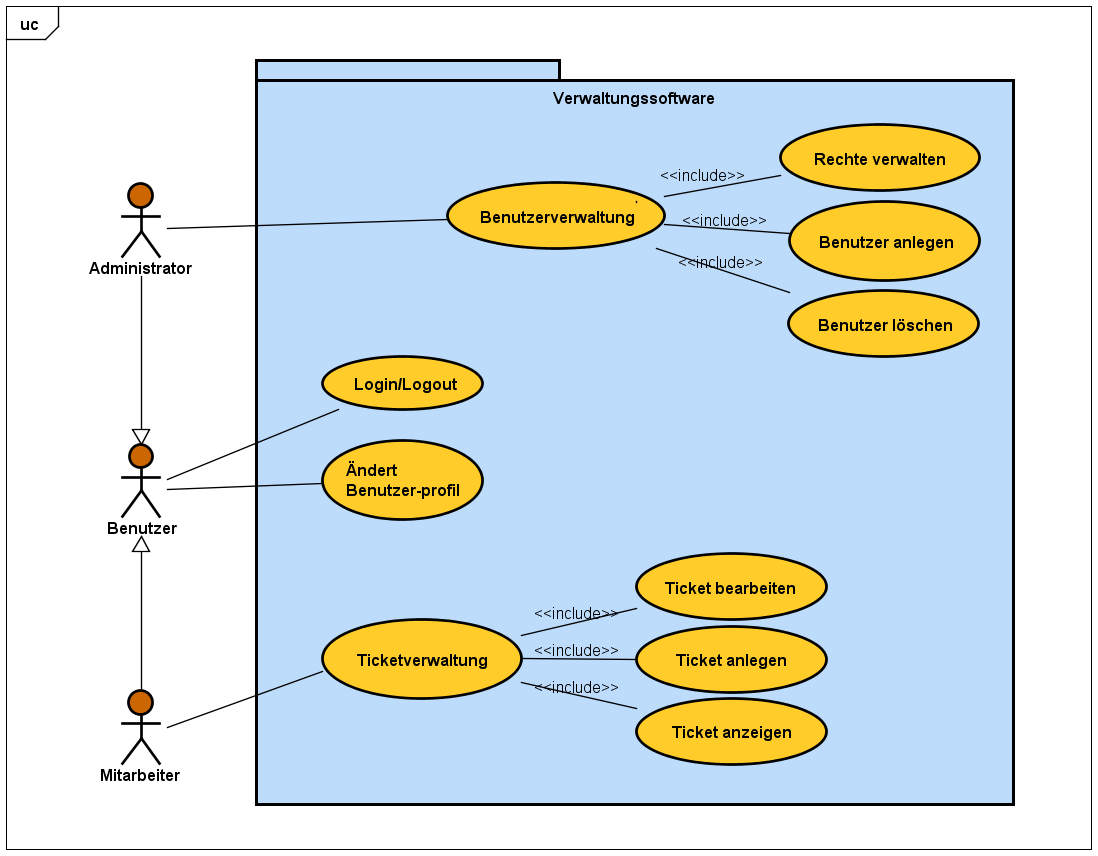 uc
Verwaltungssoftware
Rechte verwalten
<<include>>
Benutzerverwaltung
<<include>>
Benutzer anlegen
<<include>>
Administrator
Benutzer löschen
Login/Logout
Ändert
Benutzer-profil
Benutzer
Ticket bearbeiten
<<include>>
<<include>>
Ticketverwaltung
Ticket anlegen
<<include>>
Ticket anzeigen
Mitarbeiter